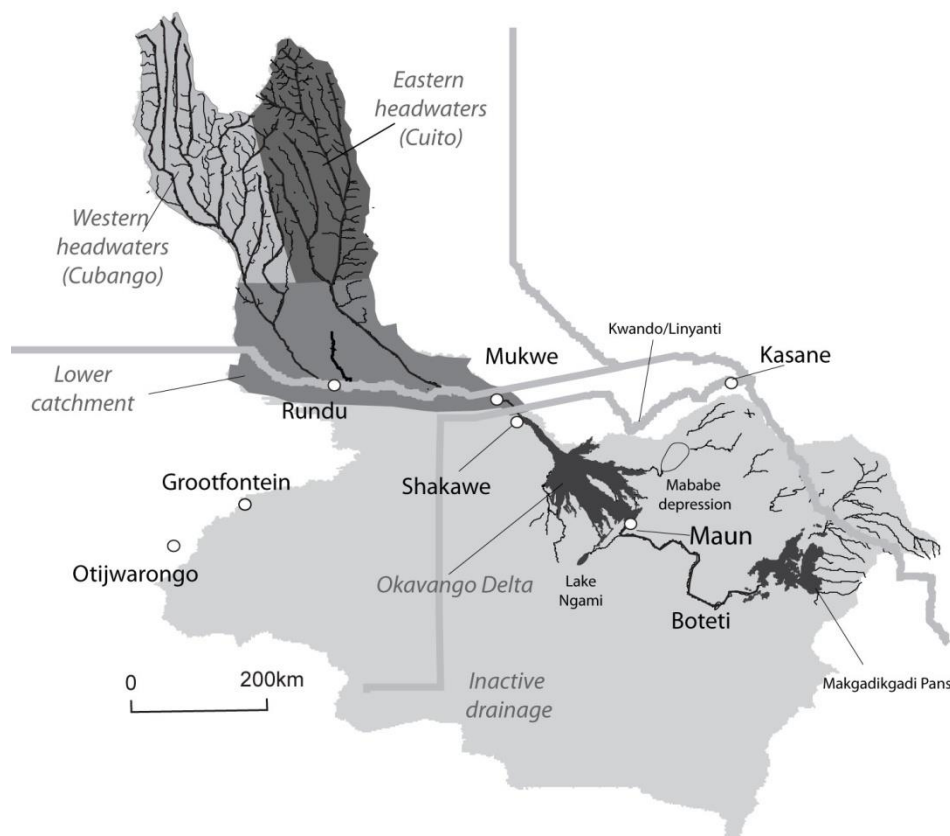 Eastern
headwaters
(Cuito)
Western
headwaters
(Cubango)
Kwando/Linyanti
Mukwe
Kasane
Lower
catchment
Rundu
Grootfontein
Shakawe
Mababe
depression
Otijwarongo
Okavango Delta
Maun
Lake
Ngami
Boteti
0 200km
Inactive
drainage
Makgadikgadi Pans